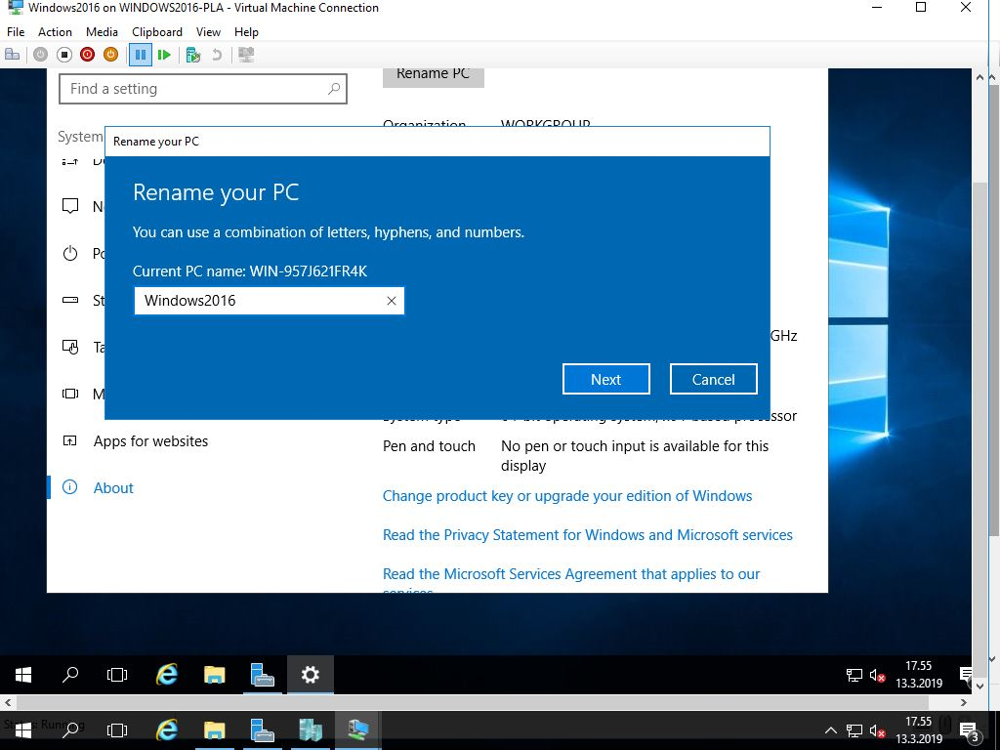 Windows2016 on WINDOWS2016-PLA - Virtual Machine Connection
File Action Media Clipboard View Help
Rename PC
Find a setting
System
Organization WORKGROUP
Rename your PC
Rename your PC
You can use a combination of letters, hyphens, and numbers.
Current PC name: WIN-957J621FR4K
Windows2016
GHz
Next Cancel
Apps for websites
Pen and touch No pen or touch input is available for this
display
About
Change product key or upgrade your edition of Windows
Read the Privacy Statement for Windows and Microsoft services
Read the Microsoft Services Agreement that applies to our
services
17.55
13.3.2019
Status: Running
17.55
13.3.2019
3